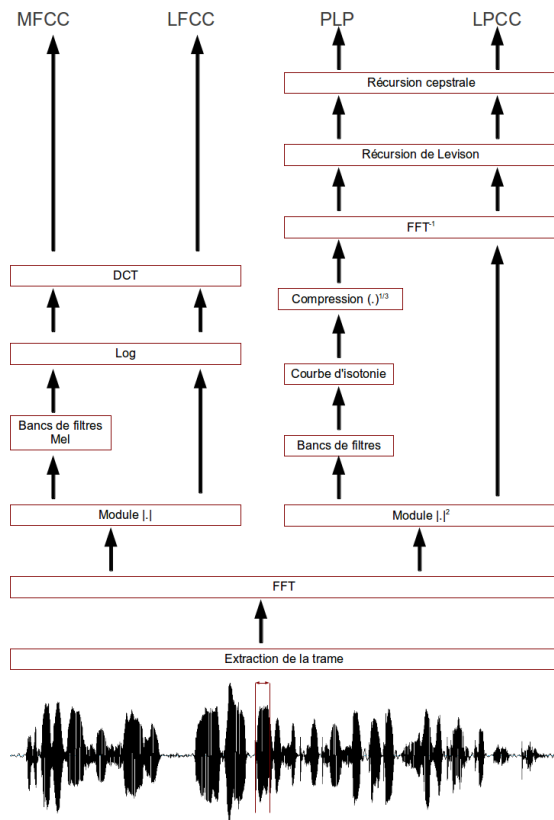 MFCC LFCC PLP LPCC
Récursion cepstrale
Récursion de Levison
FFT⁻¹
DCT
Compression (.)¹/³
Log
Courbe d'isotonie
Bancs de filtres
Mel
Bancs de filtres
Module |.|
Module |.|²
FFT
Extraction de la trame